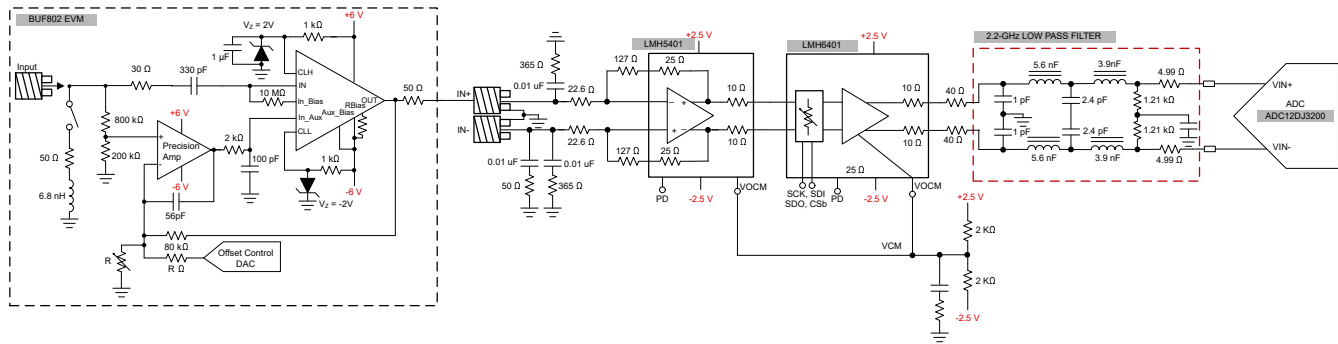 BUF802 EVM
Input
30 Ω
330 pF
1 µF
VZ = 2V
1 kΩ
+6 V
CLH
IN
10 MΩ
In_Bias
In_Aux
CLL
RBias
Aux_Bias
OUT
50 Ω
800 kΩ
200 kΩ
+6 V
Precision
Amp
+
-
-6 V
2 kΩ
100 pF
1 kΩ
-6 V
VZ = -2V
50 Ω
6.8 nH
56pF
80 kΩ
R
R Ω
Offset Control
DAC
IN+
IN-
365 Ω
0.01 uF
22.6 Ω
22.6 Ω
0.01 uF
0.01 uF
50 Ω
365 Ω
LMH5401
+2.5 V
127 Ω
25 Ω
127 Ω
25 Ω
– +
+ –
10 Ω
10 Ω
PD
-2.5 V
VOCM
LMH6401
+2.5 V
SCK, SDI
SDO, CSb
PD
25 Ω
-2.5 V
VOCM
10 Ω
10 Ω
40 Ω
40 Ω
VCM
+2.5 V
2 KΩ
2 KΩ
-2.5 V
2.2-GHz LOW PASS FILTER
5.6 nF
3.9nF
4.99 Ω
1 pF
1 pF
2.4 pF
2.4 pF
1.21 kΩ
1.21 kΩ
5.6 nF
3.9 nF
4.99 Ω
VIN+
ADC
ADC12DJ3200
VIN-